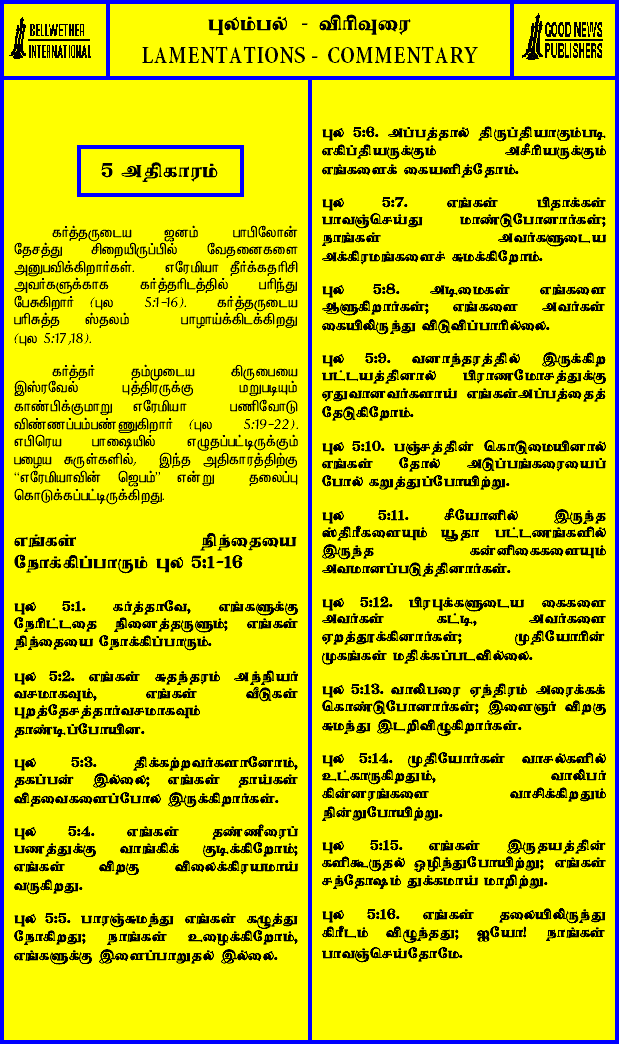 BELLWETHER
INTERNATIONAL
புலம்பல் - விரிவுரை
LAMENTATIONS - COMMENTARY
GOOD NEWS
PUBLISHERS
5 அதிகாரம்
கர்த்தருடைய ஜனம் பாபிலோன்
தேசத்து சிறையிருப்பில் வேதனைகளை
அனுபவிக்கிறார்கள். எரேமியா தீர்க்கதரிசி
அவர்களுக்காக கர்த்தரிடத்தில் பரிந்து
பேசுகிறார் (புல 5:1-16). கர்த்தருடைய
பரிசுத்த ஸ்தலம் பாழாய்க்கிடக்கிறது
(புல 5:17,18).
கர்த்தர் தம்முடைய கிருபையை
இஸ்ரவேல் புத்திரருக்கு மறுபடியும்
காண்பிக்குமாறு எரேமியா பணிவோடு
விண்ணப்பம்பண்ணுகிறார் (புல 5:19-22).
எபிரெய பாஷையில் எழுதப்பட்டிருக்கும்
பழைய சுருள்களில், இந்த அதிகாரத்திற்கு
“எரேமியாவின் ஜெபம்” என்று தலைப்பு
கொடுக்கப்பட்டிருக்கிறது.
எங்கள் நிந்தையை
நோக்கிப்பாரும் புல 5:1-16
புல 5:1. கர்த்தாவே, எங்களுக்கு
நேரிட்டதை நினைத்தருளும்; எங்கள்
நிந்தையை நோக்கிப்பாரும்.
புல 5:2. எங்கள் சுதந்தரம் அந்நியர்
வசமாகவும், எங்கள் வீடுகள்
புறத்தேசத்தார்வசமாகவும்
தாண்டிப்போயின.
புல 5:3. திக்கற்றவர்களானோம்,
தகப்பன் இல்லை; எங்கள் தாய்கள்
விதவைகளைப்போல இருக்கிறார்கள்.
புல 5:4. எங்கள் தண்ணீரைப்
பணத்துக்கு வாங்கிக் குடிக்கிறோம்;
எங்கள் விறகு விலைக்கிரயமாய்
வருகிறது.
புல 5:5. பாரஞ்சுமந்து எங்கள் கழுத்து
நோகிறது; நாங்கள் உழைக்கிறோம்,
எங்களுக்கு இளைப்பாறுதல் இல்லை.
புல 5:6. அப்பத்தால் திருப்தியாகும்படி
எகிப்தியருக்கும் அசீரியருக்கும்
எங்களைக் கையளித்தோம்.
புல 5:7. எங்கள் பிதாக்கள்
பாவஞ்செய்து மாண்டுபோனார்கள்;
நாங்கள் அவர்களுடைய
அக்கிரமங்களைச் சுமக்கிறோம்.
புல 5:8. அடிமைகள் எங்களை
ஆளுகிறார்கள்; எங்களை அவர்கள்
கையிலிருந்து விடுவிப்பாரில்லை.
புல 5:9. வனாந்தரத்தில் இருக்கிற
பட்டயத்தினால் பிராணமோசத்துக்கு
ஏதுவானவர்களாய் எங்கள்அப்பத்தைத்
தேடுகிறோம்.
புல 5:10. பஞ்சத்தின் கொடுமையினால்
எங்கள் தோல் அடுப்பங்கரையைப்
போல் கறுத்துப்போயிற்று.
புல 5:11. சீயோனில் இருந்த
ஸ்திரீகளையும் யூதா பட்டணங்களில்
இருந்த கன்னிகைகளையும்
அவமானப்படுத்தினார்கள்.
புல 5:12. பிரபுக்களுடைய கைகளை
அவர்கள் கட்டி, அவர்களை
ஏறத்தூக்கினார்கள்; முதியோரின்
முகங்கள் மதிக்கப்படவில்லை.
புல 5:13. வாலிபரை ஏந்திரம் அரைக்கக்
கொண்டுபோனார்கள்; இளைஞர் விறகு
சுமந்து இடறிவிழுகிறார்கள்.
புல 5:14. முதியோர்கள் வாசல்களில்
உட்காருகிறதும், வாலிபர்
கின்னரங்களை வாசிக்கிறதும்
நின்றுபோயிற்று.
புல 5:15. எங்கள் இருதயத்தின்
களிகூருதல் ஒழிந்துபோயிற்று; எங்கள்
சந்தோஷம் துக்கமாய் மாறிற்று.
புல 5:16. எங்கள் தலையிலிருந்து
கிரீடம் விழுந்தது; ஐயோ! நாங்கள்
பாவஞ்செய்தோமே.